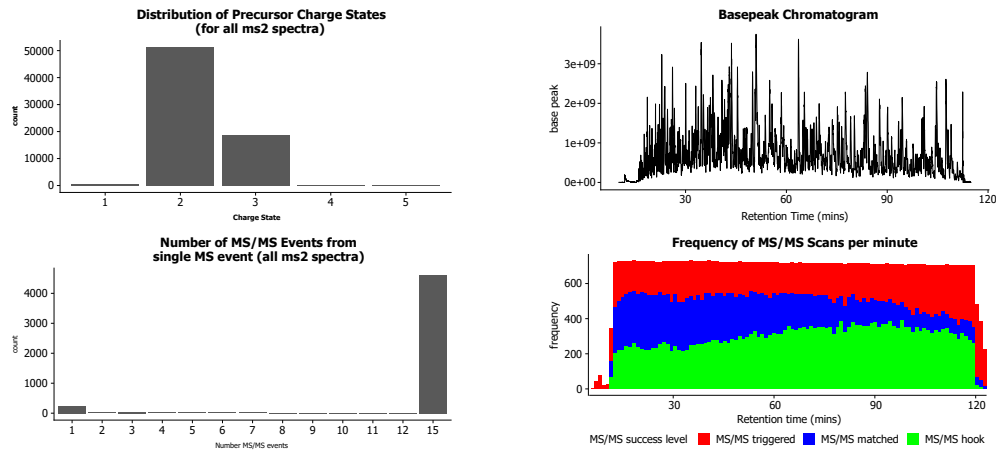 Distribution of Precursor Charge States
(for all ms2 spectra)
50000
40000
30000
20000
10000
0
count
1 2 3 4 5
Charge State
Basepeak Chromatogram
3e+09
2e+09
1e+09
0e+00
base peak
30 60 90 120
Retention Time (mins)
Number of MS/MS Events from
single MS event (all ms2 spectra)
4000
3000
2000
1000
0
count
1 2 3 4 5 6 7 8 9 10 11 12 15
Number MS/MS events
Frequency of MS/MS Scans per minute
600
400
200
0
frequency
30 60 90 120
Retention time (mins)
MS/MS success level MS/MS triggered MS/MS matched MS/MS hook